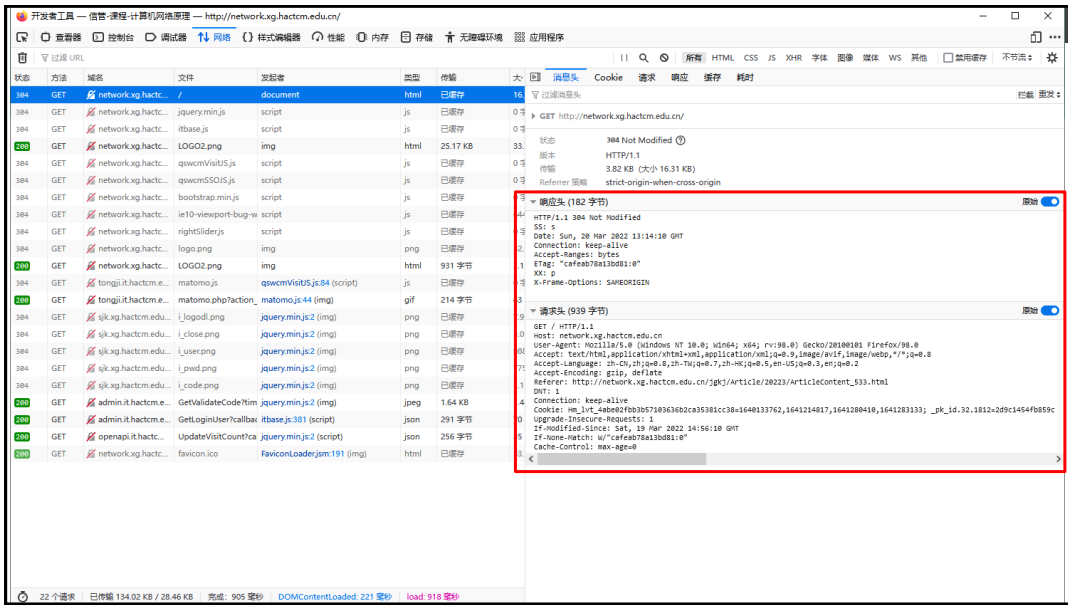 开发者工具 — 信管-课程-计算机网络原理 — http://network.xg.hactcm.edu.cn/
查看器 控制台 调试器 网络 样式编辑器 性能 内存 存储 无障碍环境 应用程序
过滤 URL
所有 HTML CSS JS XHR 字体 图像 媒体 WS 其他 禁用缓存 不节流
状态 方法 域名 文件 发起者 类型 传输 大
304 GET network.xg.hactc... / document html 已缓存 16.
304 GET network.xg.hactc... jquery.min.js script js 已缓存 0 字
304 GET network.xg.hactc... itbase.js script js 已缓存 0 字
200 GET network.xg.hactc... LOGO2.png img html 25.17 KB 33.
304 GET network.xg.hactc... qswcmVisitJS.js script js 已缓存 0 字
304 GET network.xg.hactc... qswcmSSOJS.js script js 已缓存 0 字
304 GET network.xg.hactc... bootstrap.min.js script js 已缓存 0 字
304 GET network.xg.hactc... ie10-viewport-bug-w script js 已缓存
304 GET network.xg.hactc... rightSlider.js script js 已缓存
304 GET network.xg.hactc... logo.png img png 已缓存
200 GET network.xg.hactc... LOGO2.png img html 931 字节
304 GET tongji.it.hactcm.e... matomo.js qswcmVisitJS.js:84 (script) js 已缓存
200 GET tongji.it.hactcm.e... matomo.php?action_ matomo.js:44 (img) gif 214 字节
304 GET sjk.xg.hactcm.edu... i_logodl.png jquery.min.js:2 (img) png 已缓存
304 GET sjk.xg.hactcm.edu... i_close.png jquery.min.js:2 (img) png 已缓存
304 GET sjk.xg.hactcm.edu... i_user.png jquery.min.js:2 (img) png 已缓存
304 GET sjk.xg.hactcm.edu... i_pwd.png jquery.min.js:2 (img) png 已缓存
304 GET sjk.xg.hactcm.edu... i_code.png jquery.min.js:2 (img) png 已缓存
200 GET admin.it.hactcm.e... GetValidateCode?tim jquery.min.js:2 (img) jpeg 1.64 KB
200 GET admin.it.hactcm.e... GetLoginUser?callbac itbase.js:381 (script) json 291 字节
200 GET openapi.it.hactc... UpdateVisitCount?ca jquery.min.js:2 (script) json 256 字节
200 GET network.xg.hactc... favicon.ico FaviconLoader.jsm:191 (img) html 已缓存
22 个请求 已传输 134.02 KB / 28.46 KB 完成：905 毫秒 DOMContentLoaded: 221 毫秒 load: 918 毫秒
消息头 Cookie 请求 响应 缓存 耗时
过滤消息头 拦截 重发
GET http://network.xg.hactcm.edu.cn/
状态 304 Not Modified
版本 HTTP/1.1
传输 3.82 KB (大小 16.31 KB)
Referrer 策略 strict-origin-when-cross-origin
响应头 (182 字节) 原始
HTTP/1.1 304 Not Modified
SS: s
Date: Sun, 20 Mar 2022 13:14:10 GMT
Connection: keep-alive
Accept-Ranges: bytes
ETag: "cafeab78a13bd81:0"
XX: p
X-Frame-Options: SAMEORIGIN
请求头 (939 字节) 原始
GET / HTTP/1.1
Host: network.xg.hactcm.edu.cn
User-Agent: Mozilla/5.0 (Windows NT 10.0; Win64; x64; rv:98.0) Gecko/20100101 Firefox/98.0
Accept: text/html,application/xhtml+xml,application/xml;q=0.9,image/avif,image/webp,*/*;q=0.8
Accept-Language: zh-CN,zh;q=0.8,zh-TW;q=0.7,zh-HK;q=0.5,en-US;q=0.3,en;q=0.2
Accept-Encoding: gzip, deflate
Referer: http://network.xg.hactcm.edu.cn/jgkj/Article/20223/ArticleContent_533.html
DNT: 1
Connection: keep-alive
Cookie: Hm_lvt_4abe02fbb3b57103636b2ca35381cc38=1640133762,1641214817,1641280410,1641283133; _pk_id.32.1812=2d9c1454fb859c
Upgrade-Insecure-Requests: 1
If-Modified-Since: Sat, 19 Mar 2022 14:56:10 GMT
If-None-Match: W/"cafeab78a13bd81:0"
Cache-Control: max-age=0